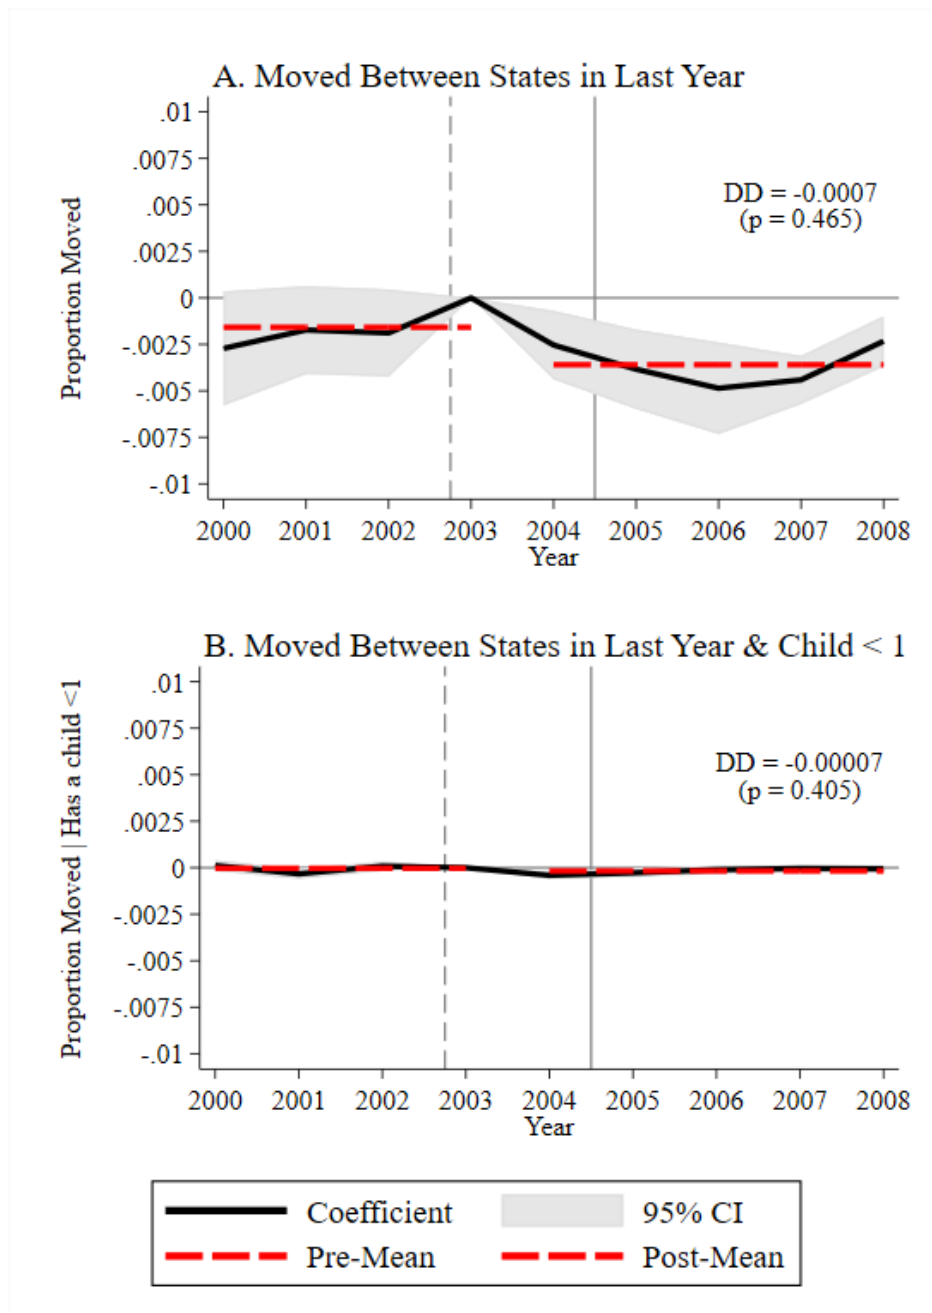 A. Moved Between States in Last Year
.01
.0075
.005
.0025
0
-.0025
-.005
-.0075
-.01
Proportion Moved
DD = -0.0007
(p = 0.465)
2000 2001 2002 2003 2004 2005 2006 2007 2008
Year
B. Moved Between States in Last Year & Child < 1
.01
.0075
.005
.0025
0
-.0025
-.005
-.0075
-.01
Proportion Moved | Has a child <1
DD = -0.00007
(p = 0.405)
2000 2001 2002 2003 2004 2005 2006 2007 2008
Year
Coefficient 95% CI
Pre-Mean Post-Mean